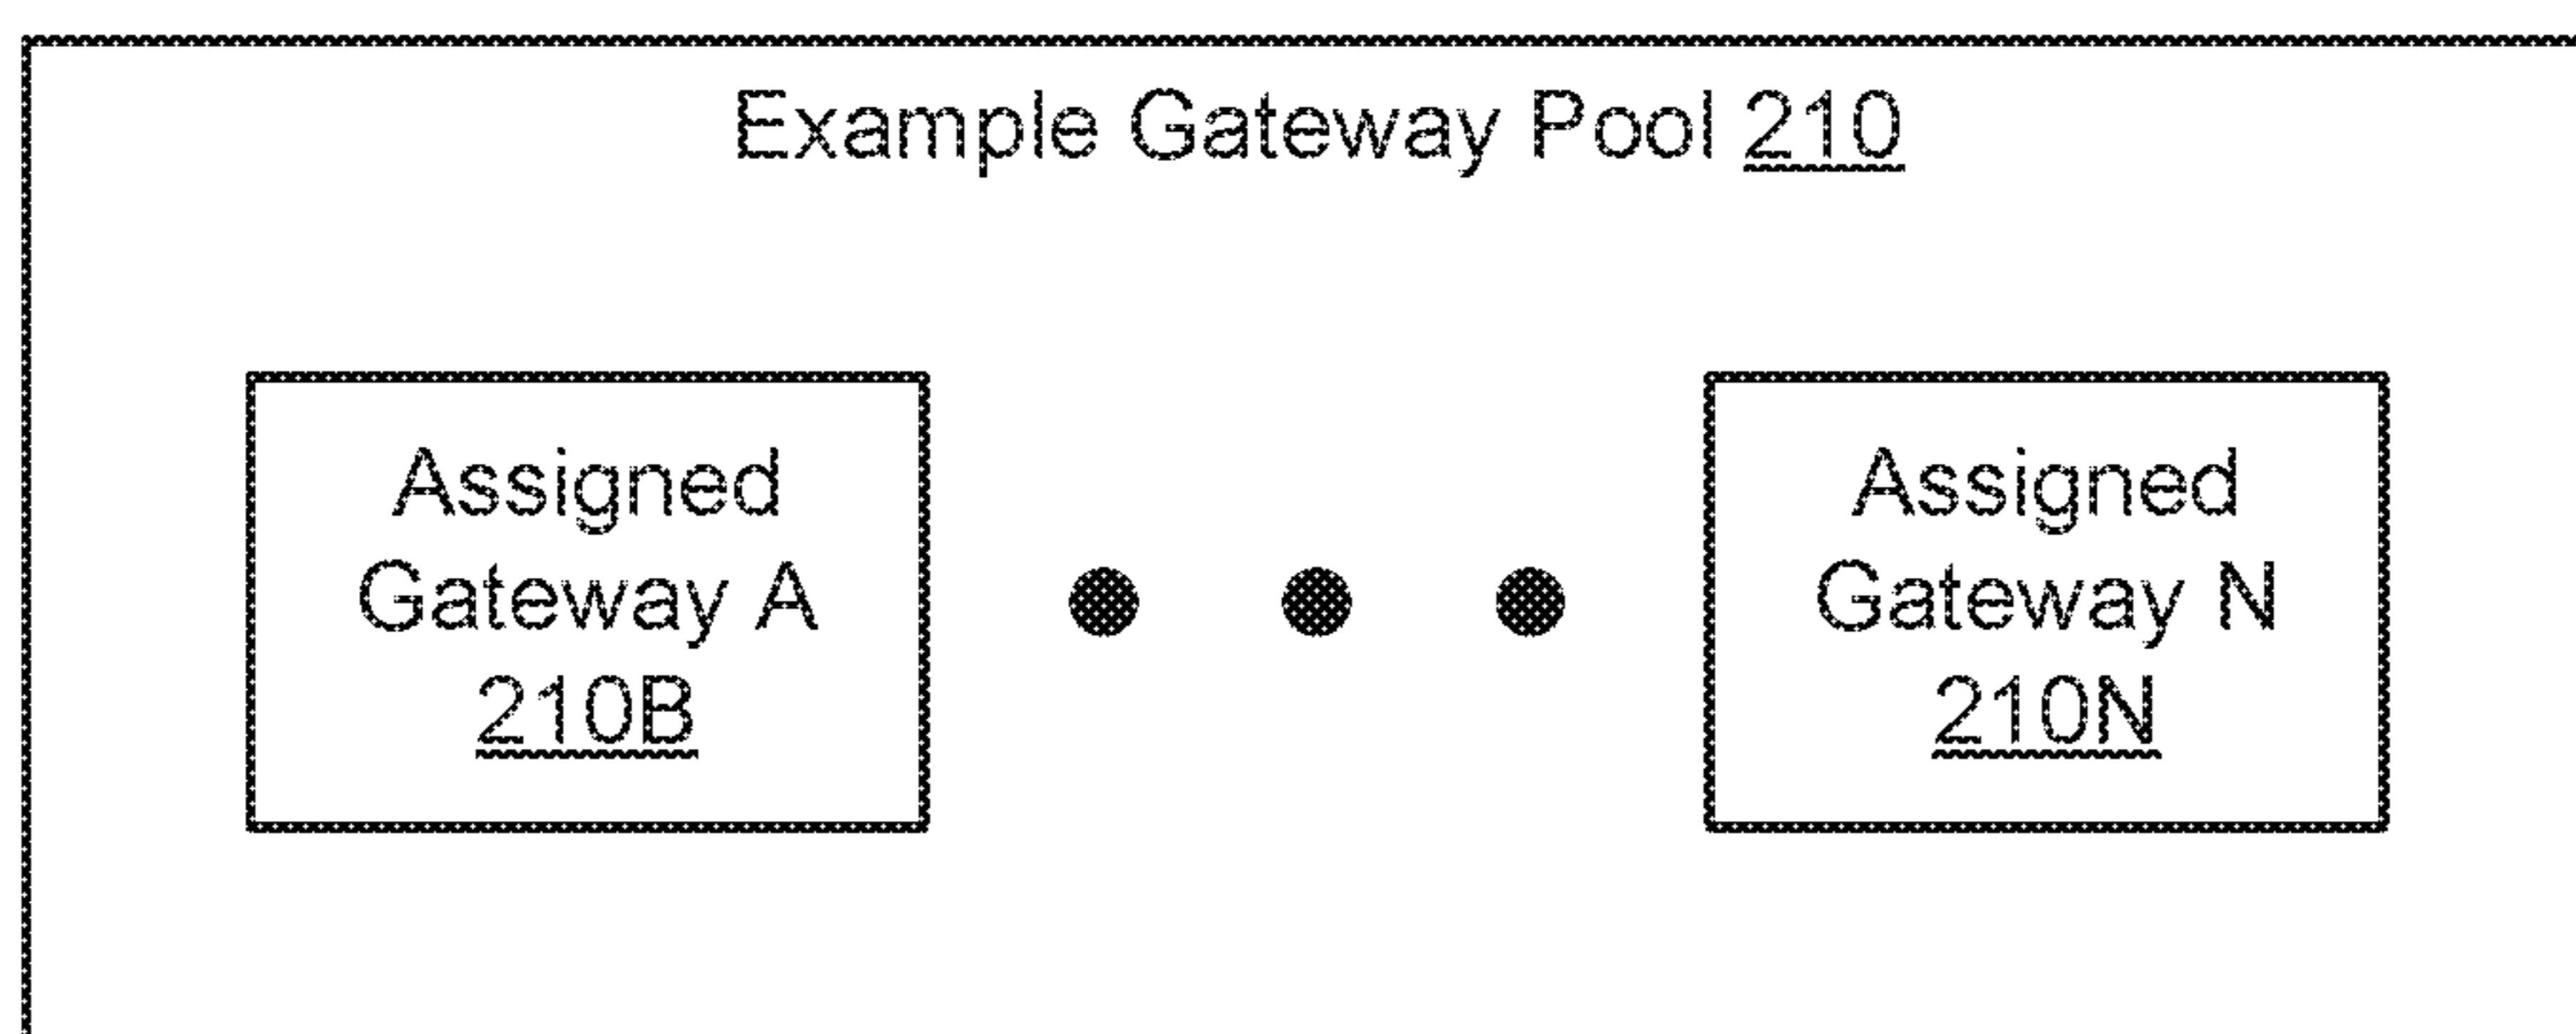 Example Gateway Pool 210
Assigned
Gateway A
210B
Assigned
Gateway N
210N